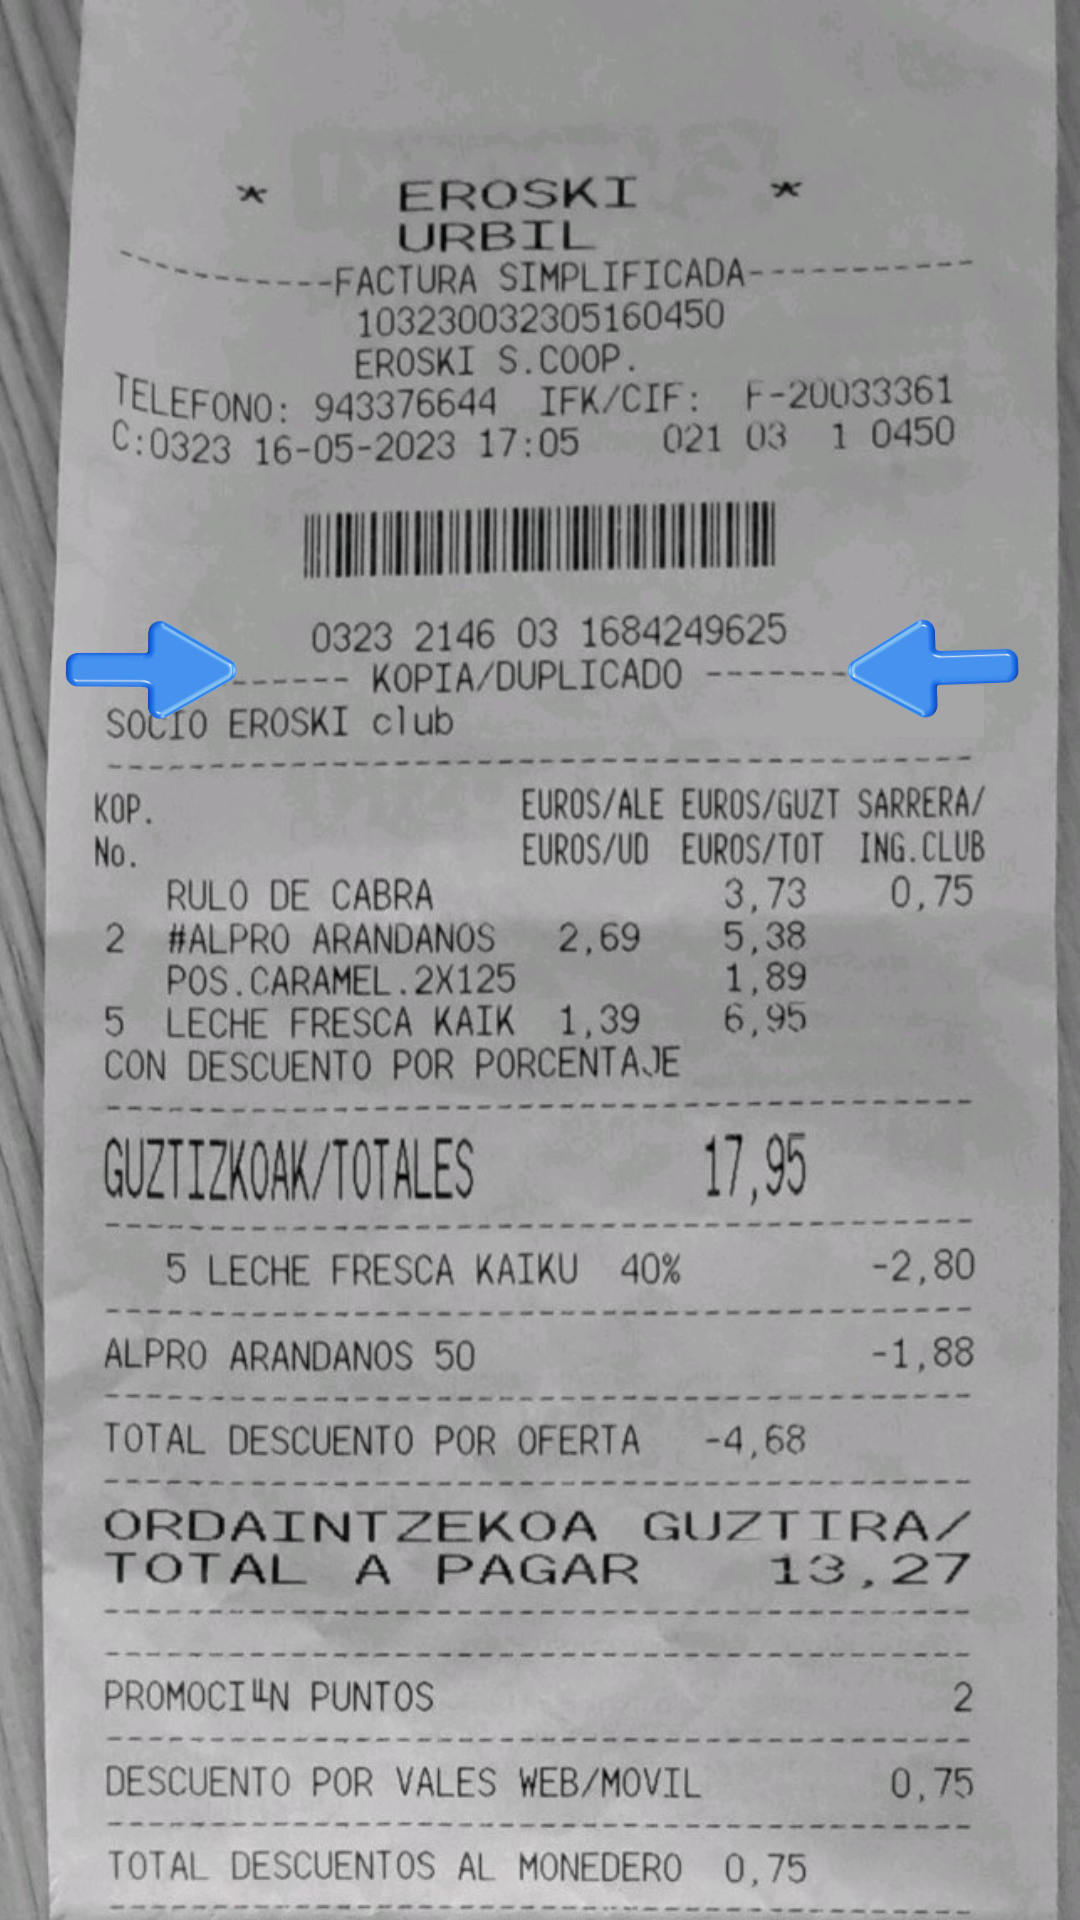 * EROSKI *
URBIL
----------FACTURA SIMPLIFICADA-----------
103230032305160450
EROSKI S.COOP.
TELEFONO: 943376644 IFK/CIF: F-20033361
C:0323 16-05-2023 17:05 021 03 1 0450
0323 2146 03 1684249625
------ KOPIA/DUPLICADO -------
SOCIO EROSKI club
KOP. EUROS/ALE EUROS/GUZT SARRERA/
No. EUROS/UD EUROS/TOT ING.CLUB
RULO DE CABRA 3,73 0,75
2 #ALPRO ARANDANOS 2,69 5,38
POS.CARAMEL.2X125 1,89
5 LECHE FRESCA KAIK 1,39 6,95
CON DESCUENTO POR PORCENTAJE
GUZTIZKOAK/TOTALES 17,95
5 LECHE FRESCA KAIKU 40% -2,80
ALPRO ARANDANOS 50 -1,88
TOTAL DESCUENTO POR OFERTA -4,68
ORDAINTZEKOA GUZTIRA/
TOTAL A PAGAR 13,27
PROMOCI╙N PUNTOS 2
DESCUENTO POR VALES WEB/MOVIL 0,75
TOTAL DESCUENTOS AL MONEDERO 0,75